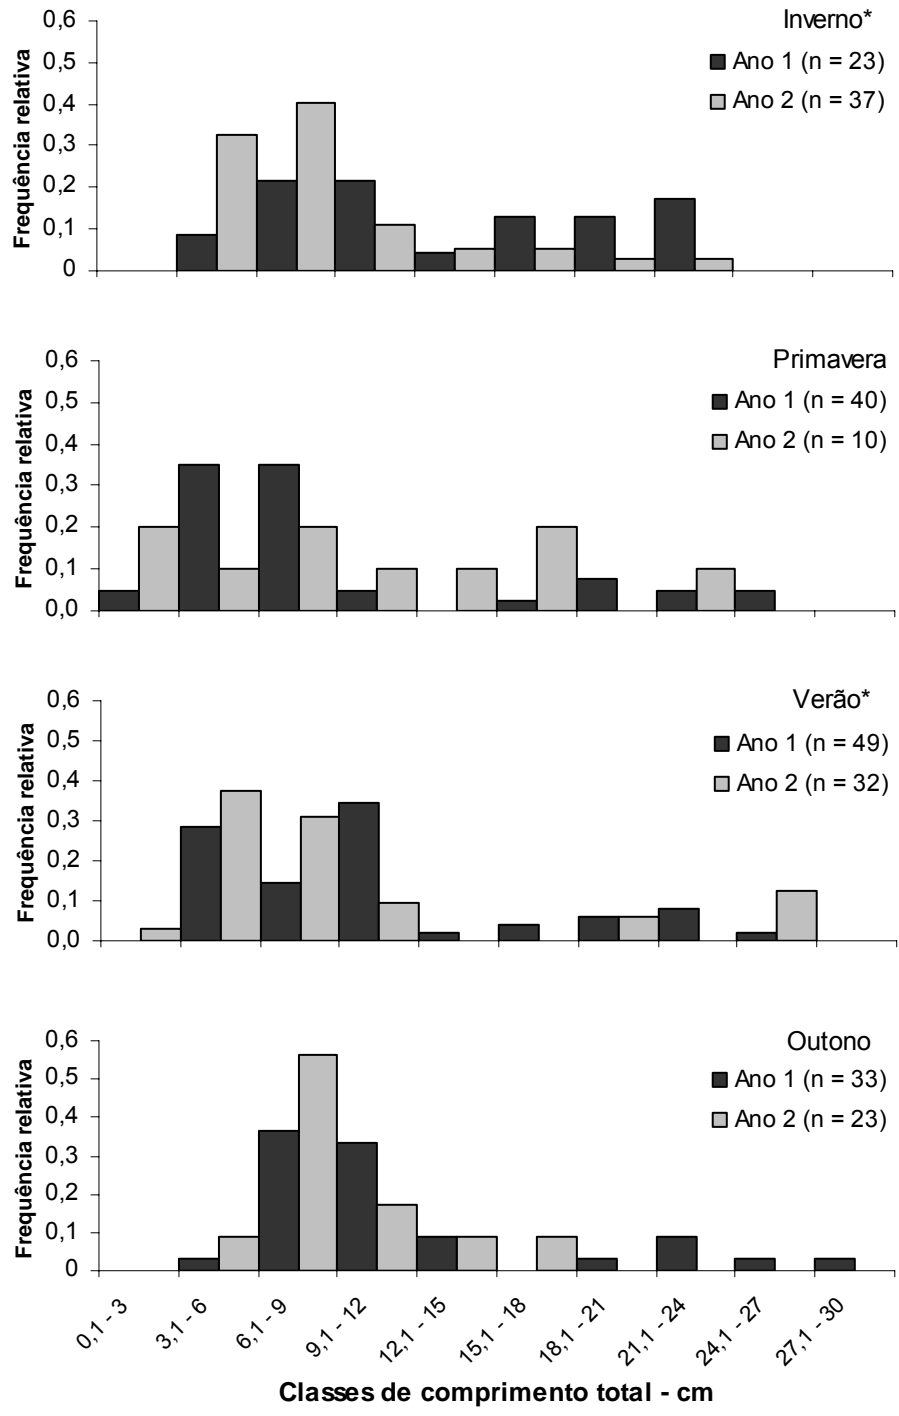 Inverno*
Ano 1 (n = 23)
Ano 2 (n = 37)
Frequência relativa
0,6
0,5
0,4
0,3
0,2
0,1
0
Primavera
Ano 1 (n = 40)
Ano 2 (n = 10)
Frequência relativa
0,6
0,5
0,4
0,3
0,2
0,1
0,0
Verão*
Ano 1 (n = 49)
Ano 2 (n = 32)
Frequência relativa
0,6
0,5
0,4
0,3
0,2
0,1
0,0
Outono
Ano 1 (n = 33)
Ano 2 (n = 23)
Frequência relativa
0,6
0,5
0,4
0,3
0,2
0,1
0
0,1 - 3
3,1 - 6
6,1 - 9
9,1 - 12
12,1 - 15
15,1 - 18
18,1 - 21
21,1 - 24
24,1 - 27
27,1 - 30
Classes de comprimento total - cm